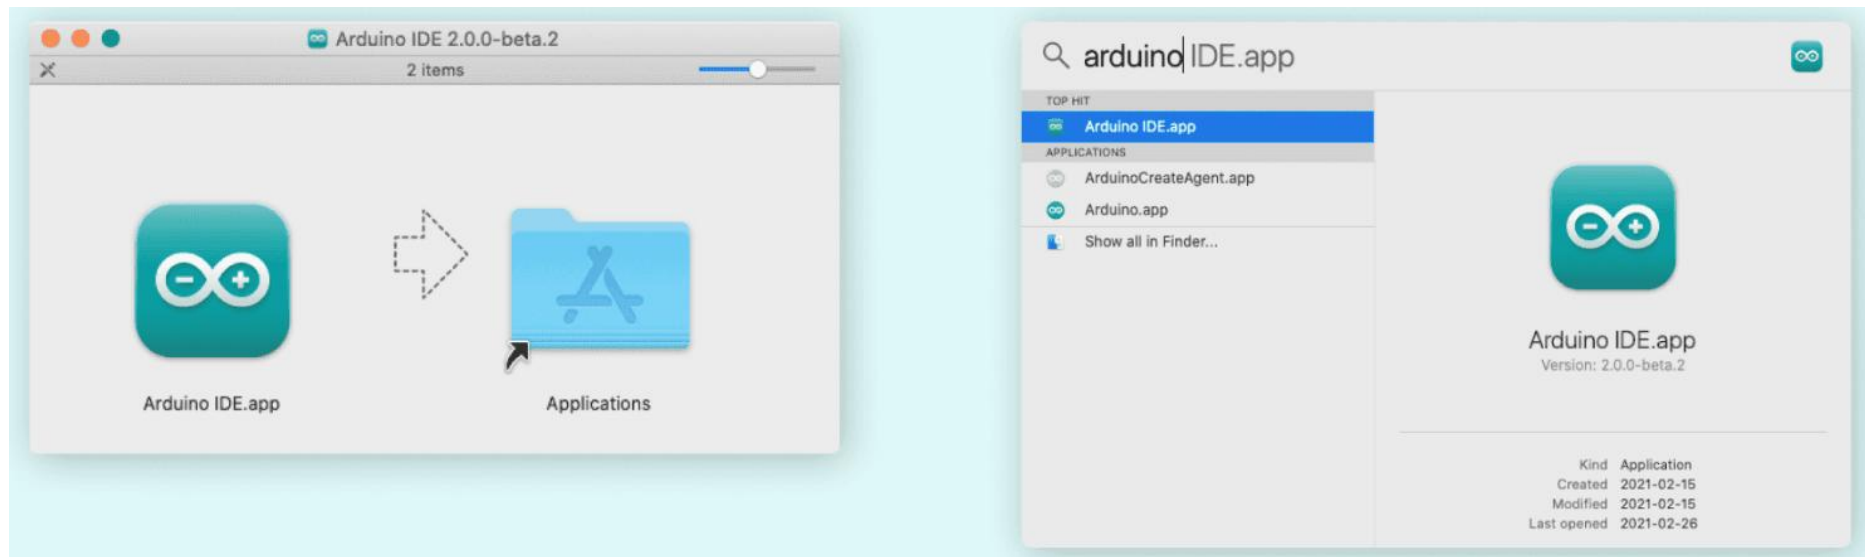 Arduino IDE 2.0.0-beta.2
2 items
Arduino IDE.app
Applications
arduino IDE.app
TOP HIT
Arduino IDE.app
APPLICATIONS
ArduinoCreateAgent.app
Arduino.app
Show all in Finder...
Arduino IDE.app
Version: 2.0.0-beta.2
Kind Application
Created 2021-02-15
Modified 2021-02-15
Last opened 2021-02-26